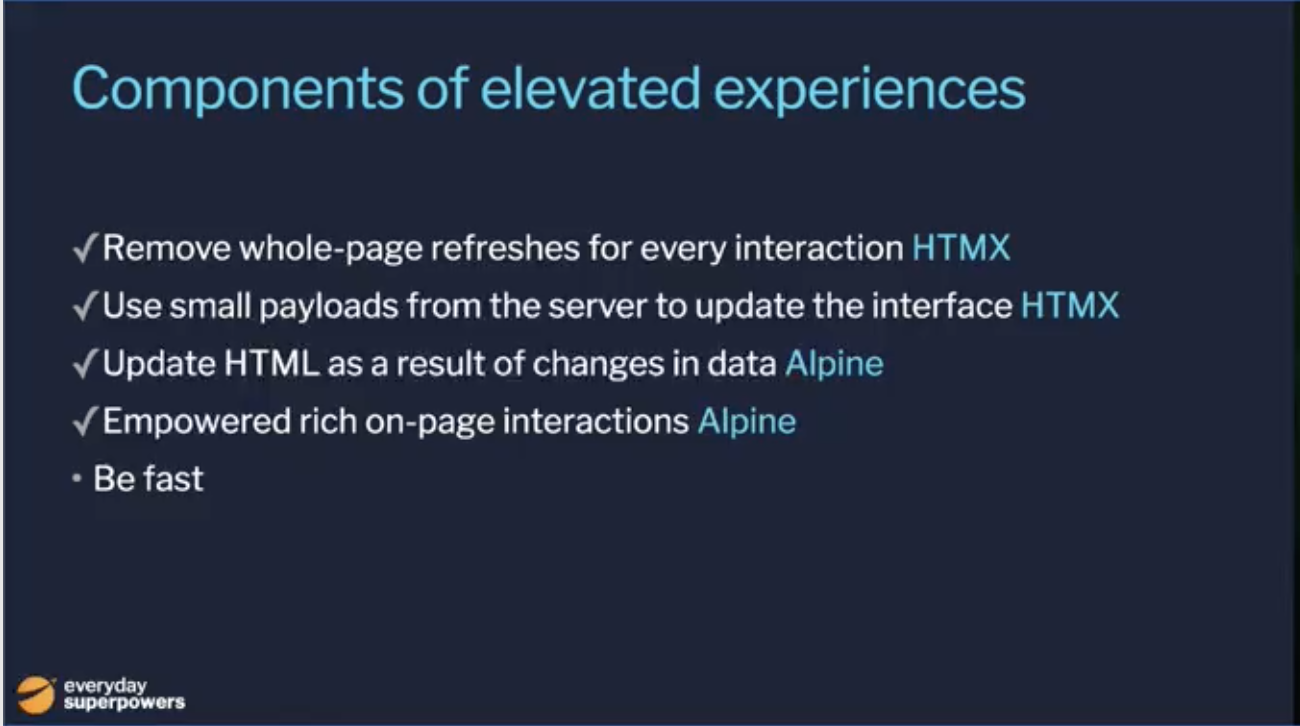 Components of elevated experiences
✓Remove whole-page refreshes for every interaction HTMX
✓Use small payloads from the server to update the interface HTMX
✓Update HTML as a result of changes in data Alpine
✓Empowered rich on-page interactions Alpine
• Be fast
everyday
superpowers